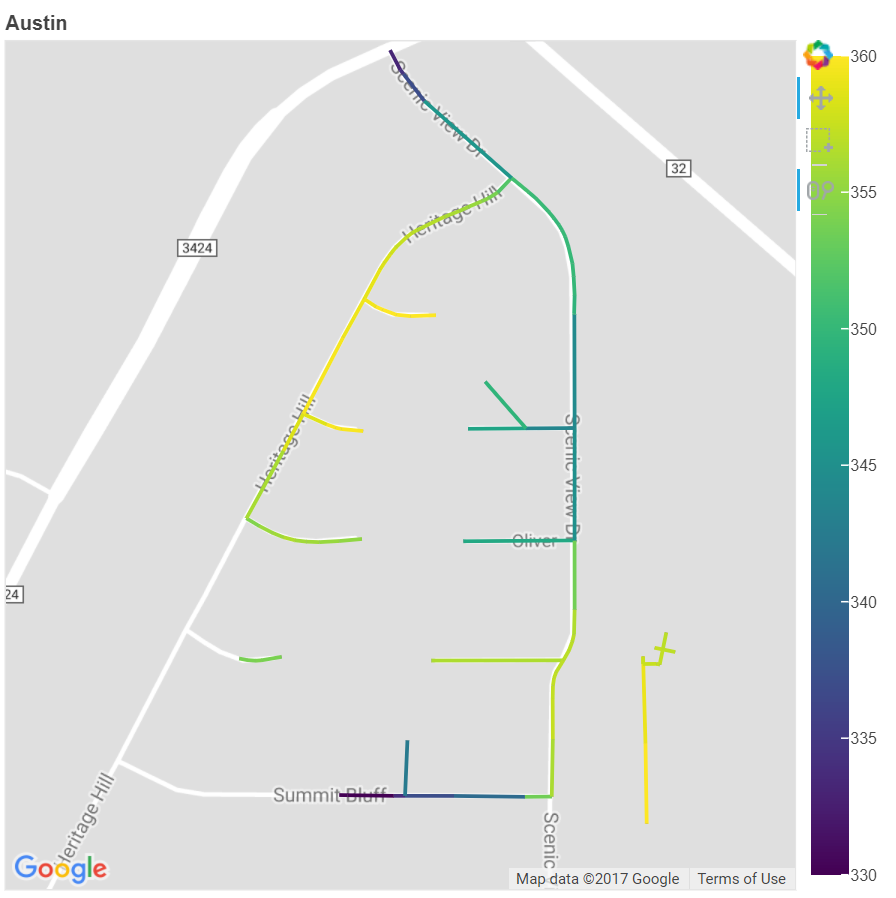 Austin
360
Scenic View Dr
32
355
Heritage Hill
3424
350
Heritage Hill
345
Scenic View Dr
Oliver
24
340
335
Summit Bluff
Heritage Hill
Scenic
Google
Map data ©2017 Google
Terms of Use
330